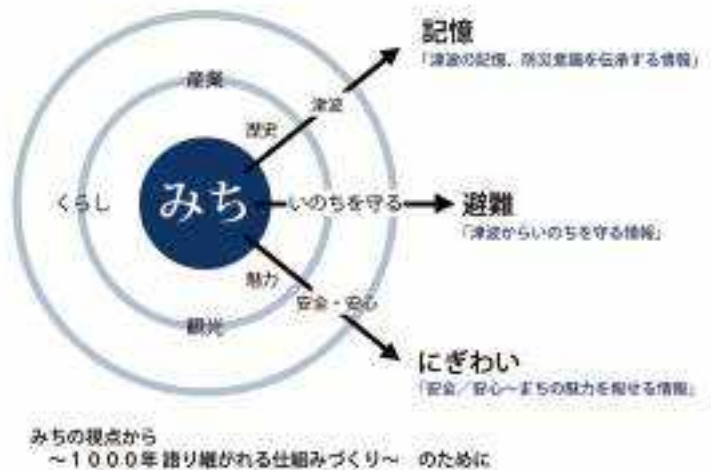 記憶
「津波の記憶、防災意識を伝承する情報」
産業
津波
歴史
みち
くらし
いのちを守る
避難
「津波からいのちを守る情報」
魅力
安全・安心
観光
にぎわい
「安全／安心〜まちの魅力を報せる情報」
みちの視点から
〜１０００年 語り継がれる仕組みづくり〜　のために